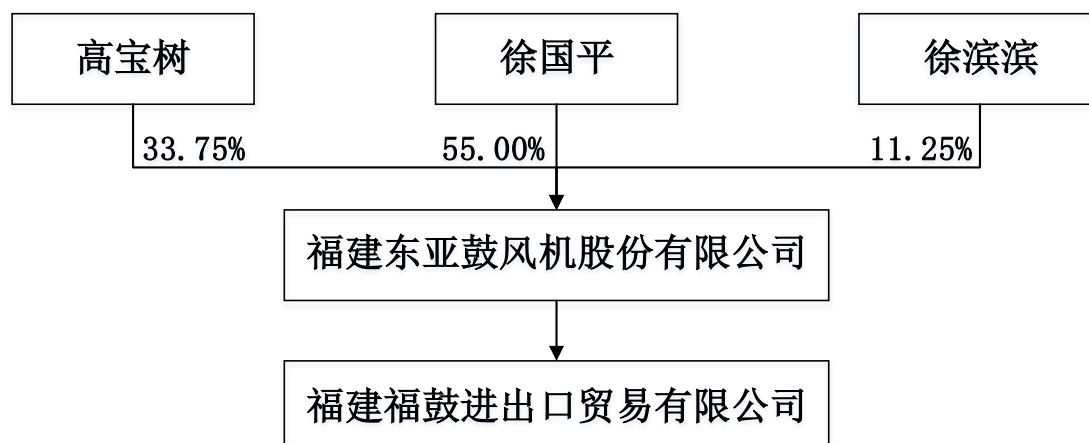 高宝树
徐国平
徐滨滨
33.75%
55.00%
11.25%
福建东亚鼓风机股份有限公司
福建福鼓进出口贸易有限公司